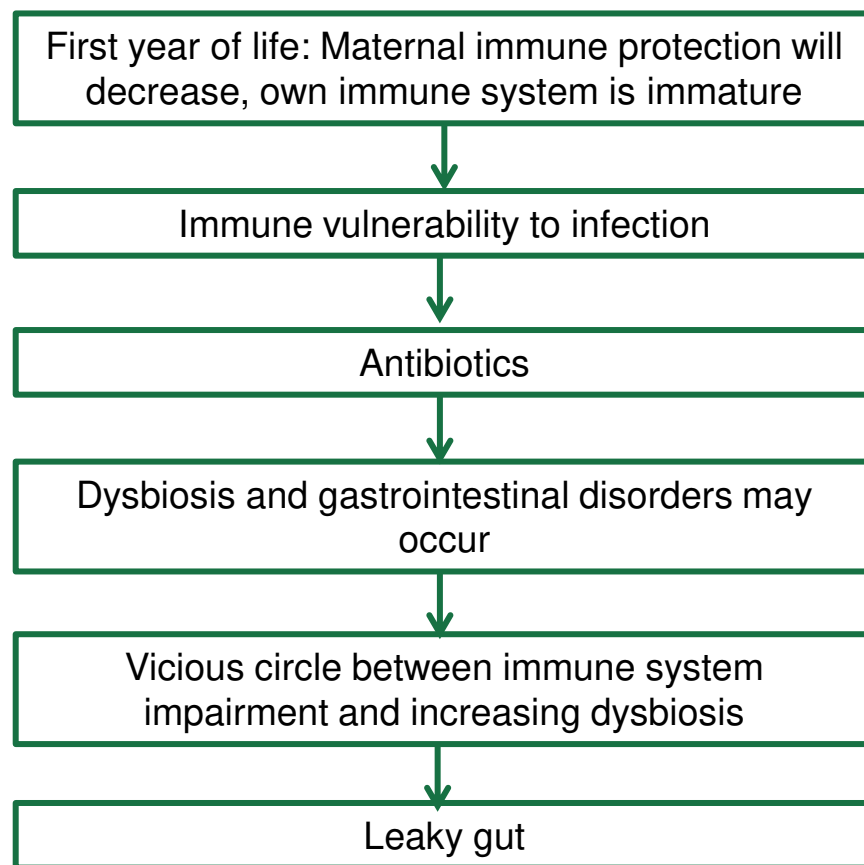 First year of life: Maternal immune protection will
decrease, own immune system is immature
Immune vulnerability to infection
Antibiotics
Dysbiosis and gastrointestinal disorders may
occur
Vicious circle between immune system
impairment and increasing dysbiosis
Leaky gut